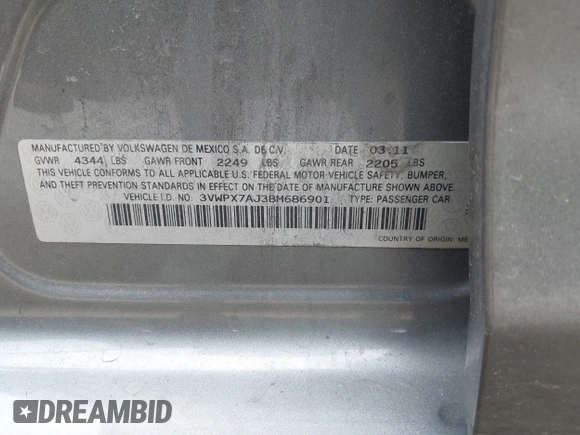 MANUFACTURED BY VOLKSWAGEN DE MEXICO S.A. DE C.V. DATE 03.11
GVWR 4344 LBS GAWR FRONT 2249 LBS GAWR REAR 2205 LBS
THIS VEHICLE CONFORMS TO ALL APPLICABLE U.S. FEDERAL MOTOR VEHICLE SAFETY, BUMPER,
AND THEFT PREVENTION STANDARDS IN EFFECT ON THE DATE OF MANUFACTURE SHOWN ABOVE.
VEHICLE I.D. NO. 3VWPX7AJ3BM686901 TYPE: PASSENGER CAR
COUNTRY OF ORIGIN:
DREAMBID